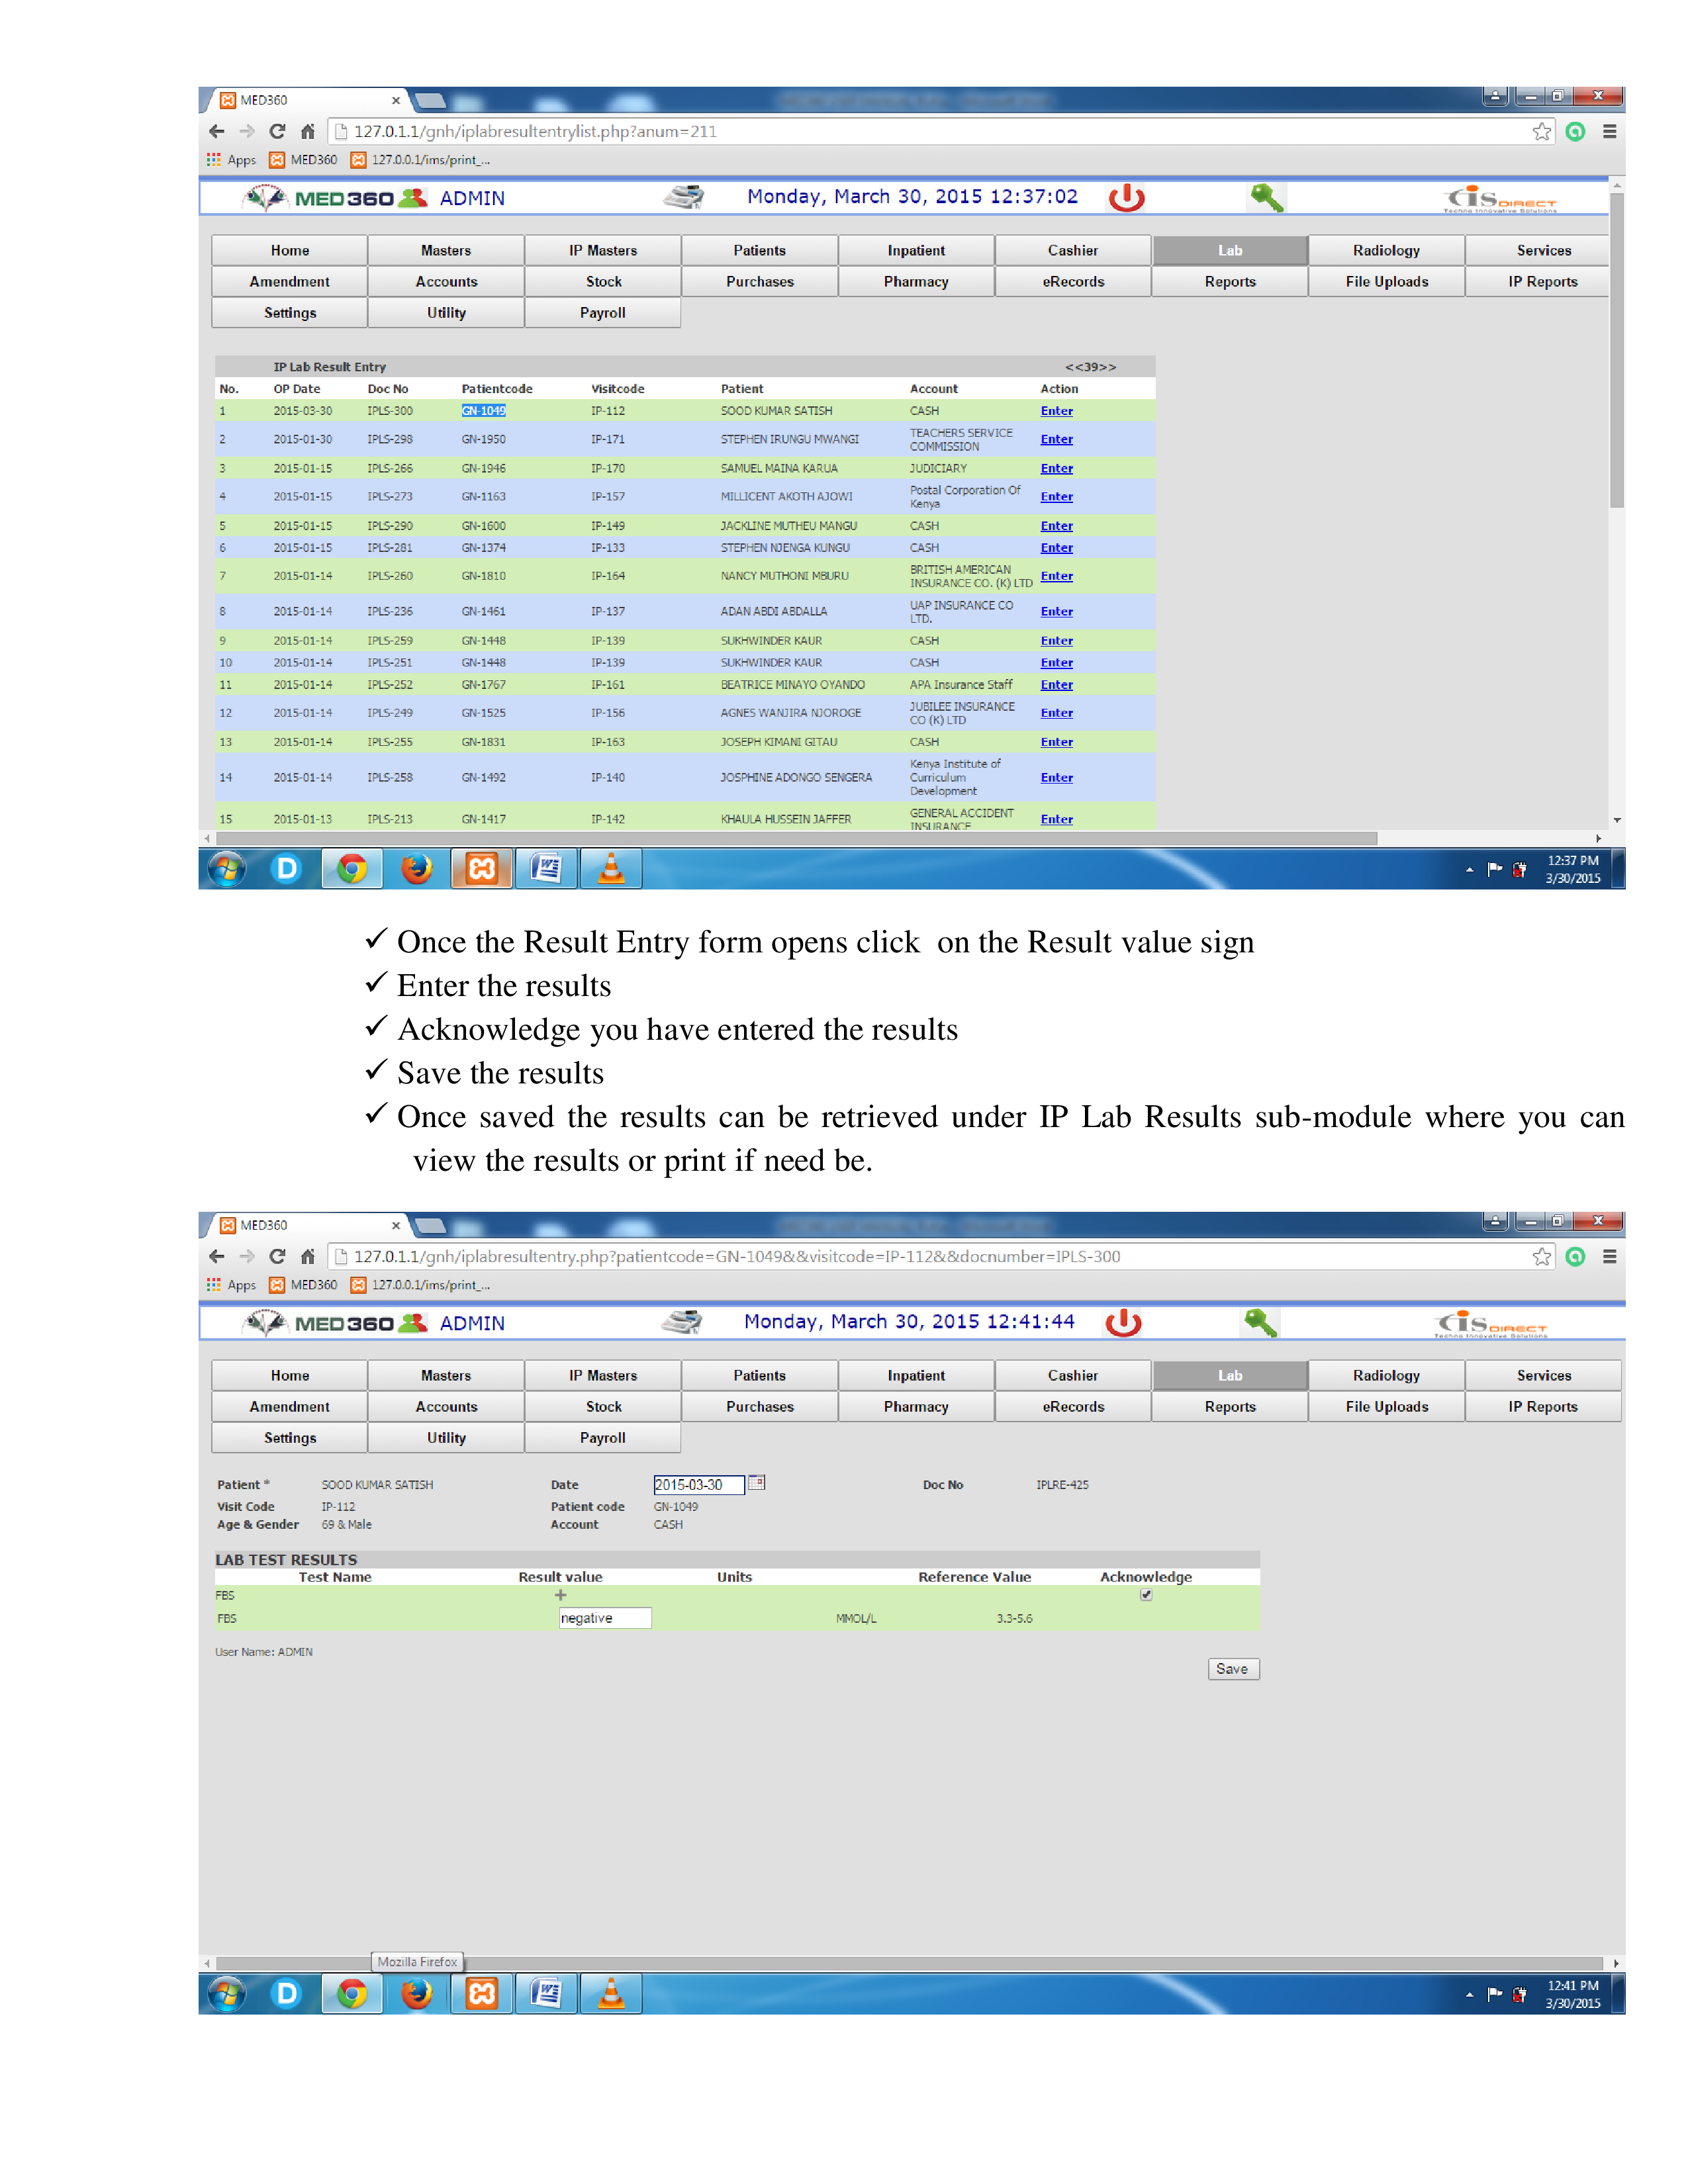 MED360
127.0.1.1/gnh/iplabresultentrylist.php?anum=211
Apps MED360 127.0.0.1/ims/print_...
MED360 ADMIN Monday, March 30, 2015 12:37:02 CIS DIRECT
Techno Innovative Solutions
Home Masters IP Masters Patients Inpatient Cashier Lab Radiology Services
Amendment Accounts Stock Purchases Pharmacy eRecords Reports File Uploads IP Reports
Settings Utility Payroll
IP Lab Result Entry <<39>>
No. OP Date Doc No Patientcode Visitcode Patient Account Action
1 2015-03-30 IPLS-300 GN-1049 IP-112 SOOD KUMAR SATISH CASH Enter
2 2015-01-30 IPLS-298 GN-1950 IP-171 STEPHEN IRUNGU MWANGI TEACHERS SERVICE COMMISSION Enter
3 2015-01-15 IPLS-266 GN-1946 IP-170 SAMUEL MAINA KARUA JUDICIARY Enter
4 2015-01-15 IPLS-273 GN-1163 IP-157 MILLICENT AKOTH AJOWI Postal Corporation Of Kenya Enter
5 2015-01-15 IPLS-290 GN-1600 IP-149 JACKLINE MUTHEU MANGU CASH Enter
6 2015-01-15 IPLS-281 GN-1374 IP-133 STEPHEN NJENGA KUNGU CASH Enter
7 2015-01-14 IPLS-260 GN-1810 IP-164 NANCY MUTHONI MBURU BRITISH AMERICAN INSURANCE CO. (K) LTD Enter
8 2015-01-14 IPLS-236 GN-1461 IP-137 ADAN ABDI ABDALLA UAP INSURANCE CO LTD. Enter
9 2015-01-14 IPLS-259 GN-1448 IP-139 SUKHWINDER KAUR CASH Enter
10 2015-01-14 IPLS-251 GN-1448 IP-139 SUKHWINDER KAUR CASH Enter
11 2015-01-14 IPLS-252 GN-1767 IP-161 BEATRICE MINAYO OYANDO APA Insurance Staff Enter
12 2015-01-14 IPLS-249 GN-1525 IP-156 AGNES WANJIRA NJOROGE JUBILEE INSURANCE CO (K) LTD Enter
13 2015-01-14 IPLS-255 GN-1831 IP-163 JOSEPH KIMANI GITAU CASH Enter
14 2015-01-14 IPLS-258 GN-1492 IP-140 JOSPHINE ADONGO SENGERA Kenya Institute of Curriculum Development Enter
15 2015-01-13 IPLS-213 GN-1417 IP-142 KHAULA HUSSEIN JAFFER GENERAL ACCIDENT INSURANCE Enter
12:37 PM
3/30/2015
✓ Once the Result Entry form opens click on the Result value sign
✓ Enter the results
✓ Acknowledge you have entered the results
✓ Save the results
✓ Once saved the results can be retrieved under IP Lab Results sub-module where you can
view the results or print if need be.
MED360
127.0.1.1/gnh/iplabresultentry.php?patientcode=GN-1049&&visitcode=IP-112&&docnumber=IPLS-300
Apps MED360 127.0.0.1/ims/print_...
MED360 ADMIN Monday, March 30, 2015 12:41:44 CIS DIRECT
Techno Innovative Solutions
Home Masters IP Masters Patients Inpatient Cashier Lab Radiology Services
Amendment Accounts Stock Purchases Pharmacy eRecords Reports File Uploads IP Reports
Settings Utility Payroll
Patient * SOOD KUMAR SATISH Date 2015-03-30 Doc No IPLRE-425
Visit Code IP-112 Patient code GN-1049
Age & Gender 69 & Male Account CASH
LAB TEST RESULTS
Test Name Result value Units Reference Value Acknowledge
FBS +
FBS negative MMOL/L 3.3-5.6
User Name: ADMIN
Save
Mozilla Firefox
12:41 PM
3/30/2015